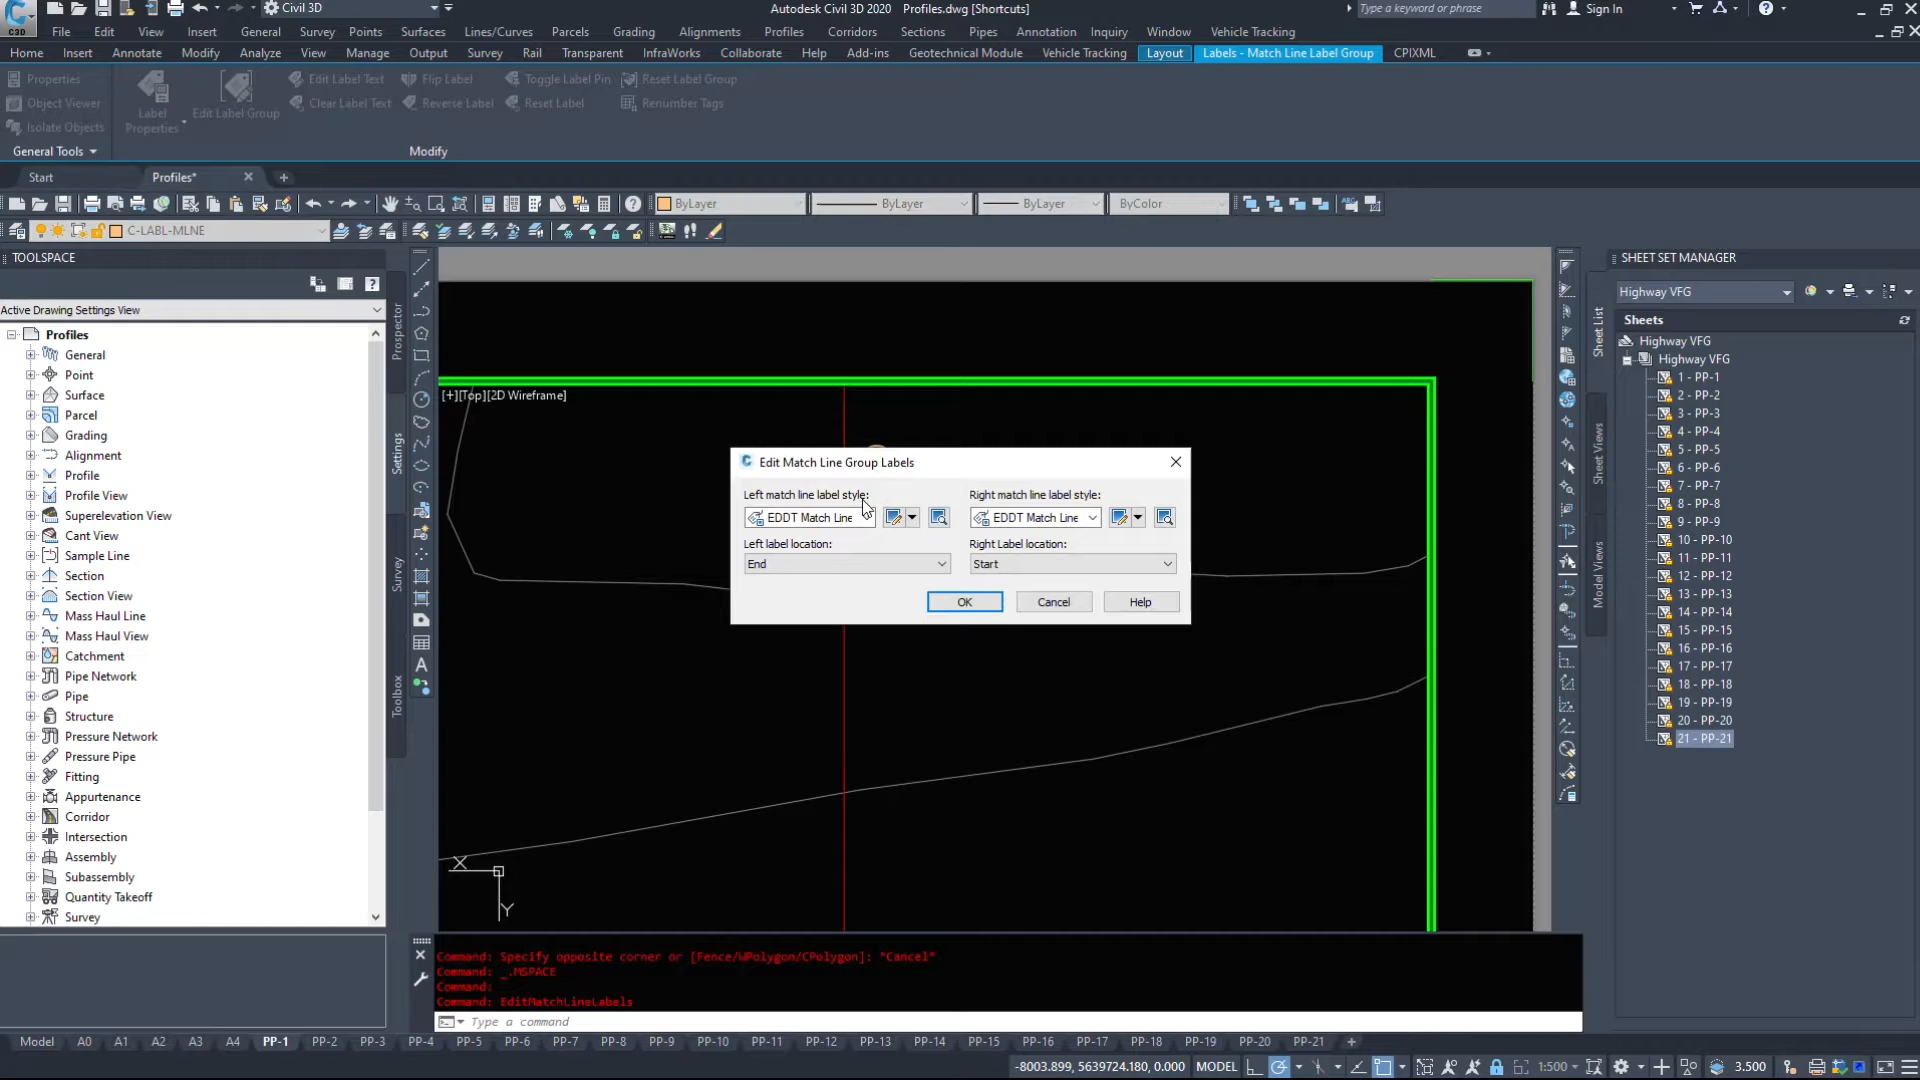 Civil 3D
Autodesk Civil 3D 2020 Profiles.dwg [Shortcuts]
Type a keyword or phrase
Sign In
C3D
File Edit View Insert General Survey Points Surfaces Lines/Curves Parcels Grading Alignments Profiles Corridors Sections Pipes Annotation Inquiry Window Vehicle Tracking
Home Insert Annotate Modify Analyze View Manage Output Survey Rail Transparent InfraWorks Collaborate Help Add-ins Geotechnical Module Vehicle Tracking Layout Labels - Match Line Label Group CPIXML
Properties
Object Viewer
Isolate Objects
Label
Properties
Edit Label Group
Edit Label Text Flip Label Toggle Label Pin Reset Label Group
Clear Label Text Reverse Label Reset Label Renumber Tags
General Tools Modify
Start Profiles*
ByLayer ByLayer ByLayer ByColor
C-LABL-MLNE
TOOLSPACE
Active Drawing Settings View
Profiles
General
Point
Surface
Parcel
Grading
Alignment
Profile
Profile View
Superelevation View
Cant View
Sample Line
Section
Section View
Mass Haul Line
Mass Haul View
Catchment
Pipe Network
Pipe
Structure
Pressure Network
Pressure Pipe
Fitting
Appurtenance
Corridor
Intersection
Assembly
Subassembly
Quantity Takeoff
Survey
Prospector
Settings
Survey
Toolbox
[+][Top][2D Wireframe]
X
Y
Edit Match Line Group Labels
Left match line label style: Right match line label style:
EDDT Match Line EDDT Match Line
Left label location: Right Label location:
End Start
OK Cancel Help
SHEET SET MANAGER
Highway VFG
Sheets
Highway VFG
Highway VFG
1 - PP-1
2 - PP-2
3 - PP-3
4 - PP-4
5 - PP-5
6 - PP-6
7 - PP-7
8 - PP-8
9 - PP-9
10 - PP-10
11 - PP-11
12 - PP-12
13 - PP-13
14 - PP-14
15 - PP-15
16 - PP-16
17 - PP-17
18 - PP-18
19 - PP-19
20 - PP-20
21 - PP-21
Sheet List
Sheet Views
Model Views
Command: Specify opposite corner or [Fence/WPolygon/CPolygon]: *Cancel*
Command: _.MSPACE
Command:
Command: EditMatchLineLabels
Type a command
Model A0 A1 A2 A3 A4 PP-1 PP-2 PP-3 PP-4 PP-5 PP-6 PP-7 PP-8 PP-9 PP-10 PP-11 PP-12 PP-13 PP-14 PP-15 PP-16 PP-17 PP-18 PP-19 PP-20 PP-21
-8003.899, 5639724.180, 0.000 MODEL 1:500 3.500